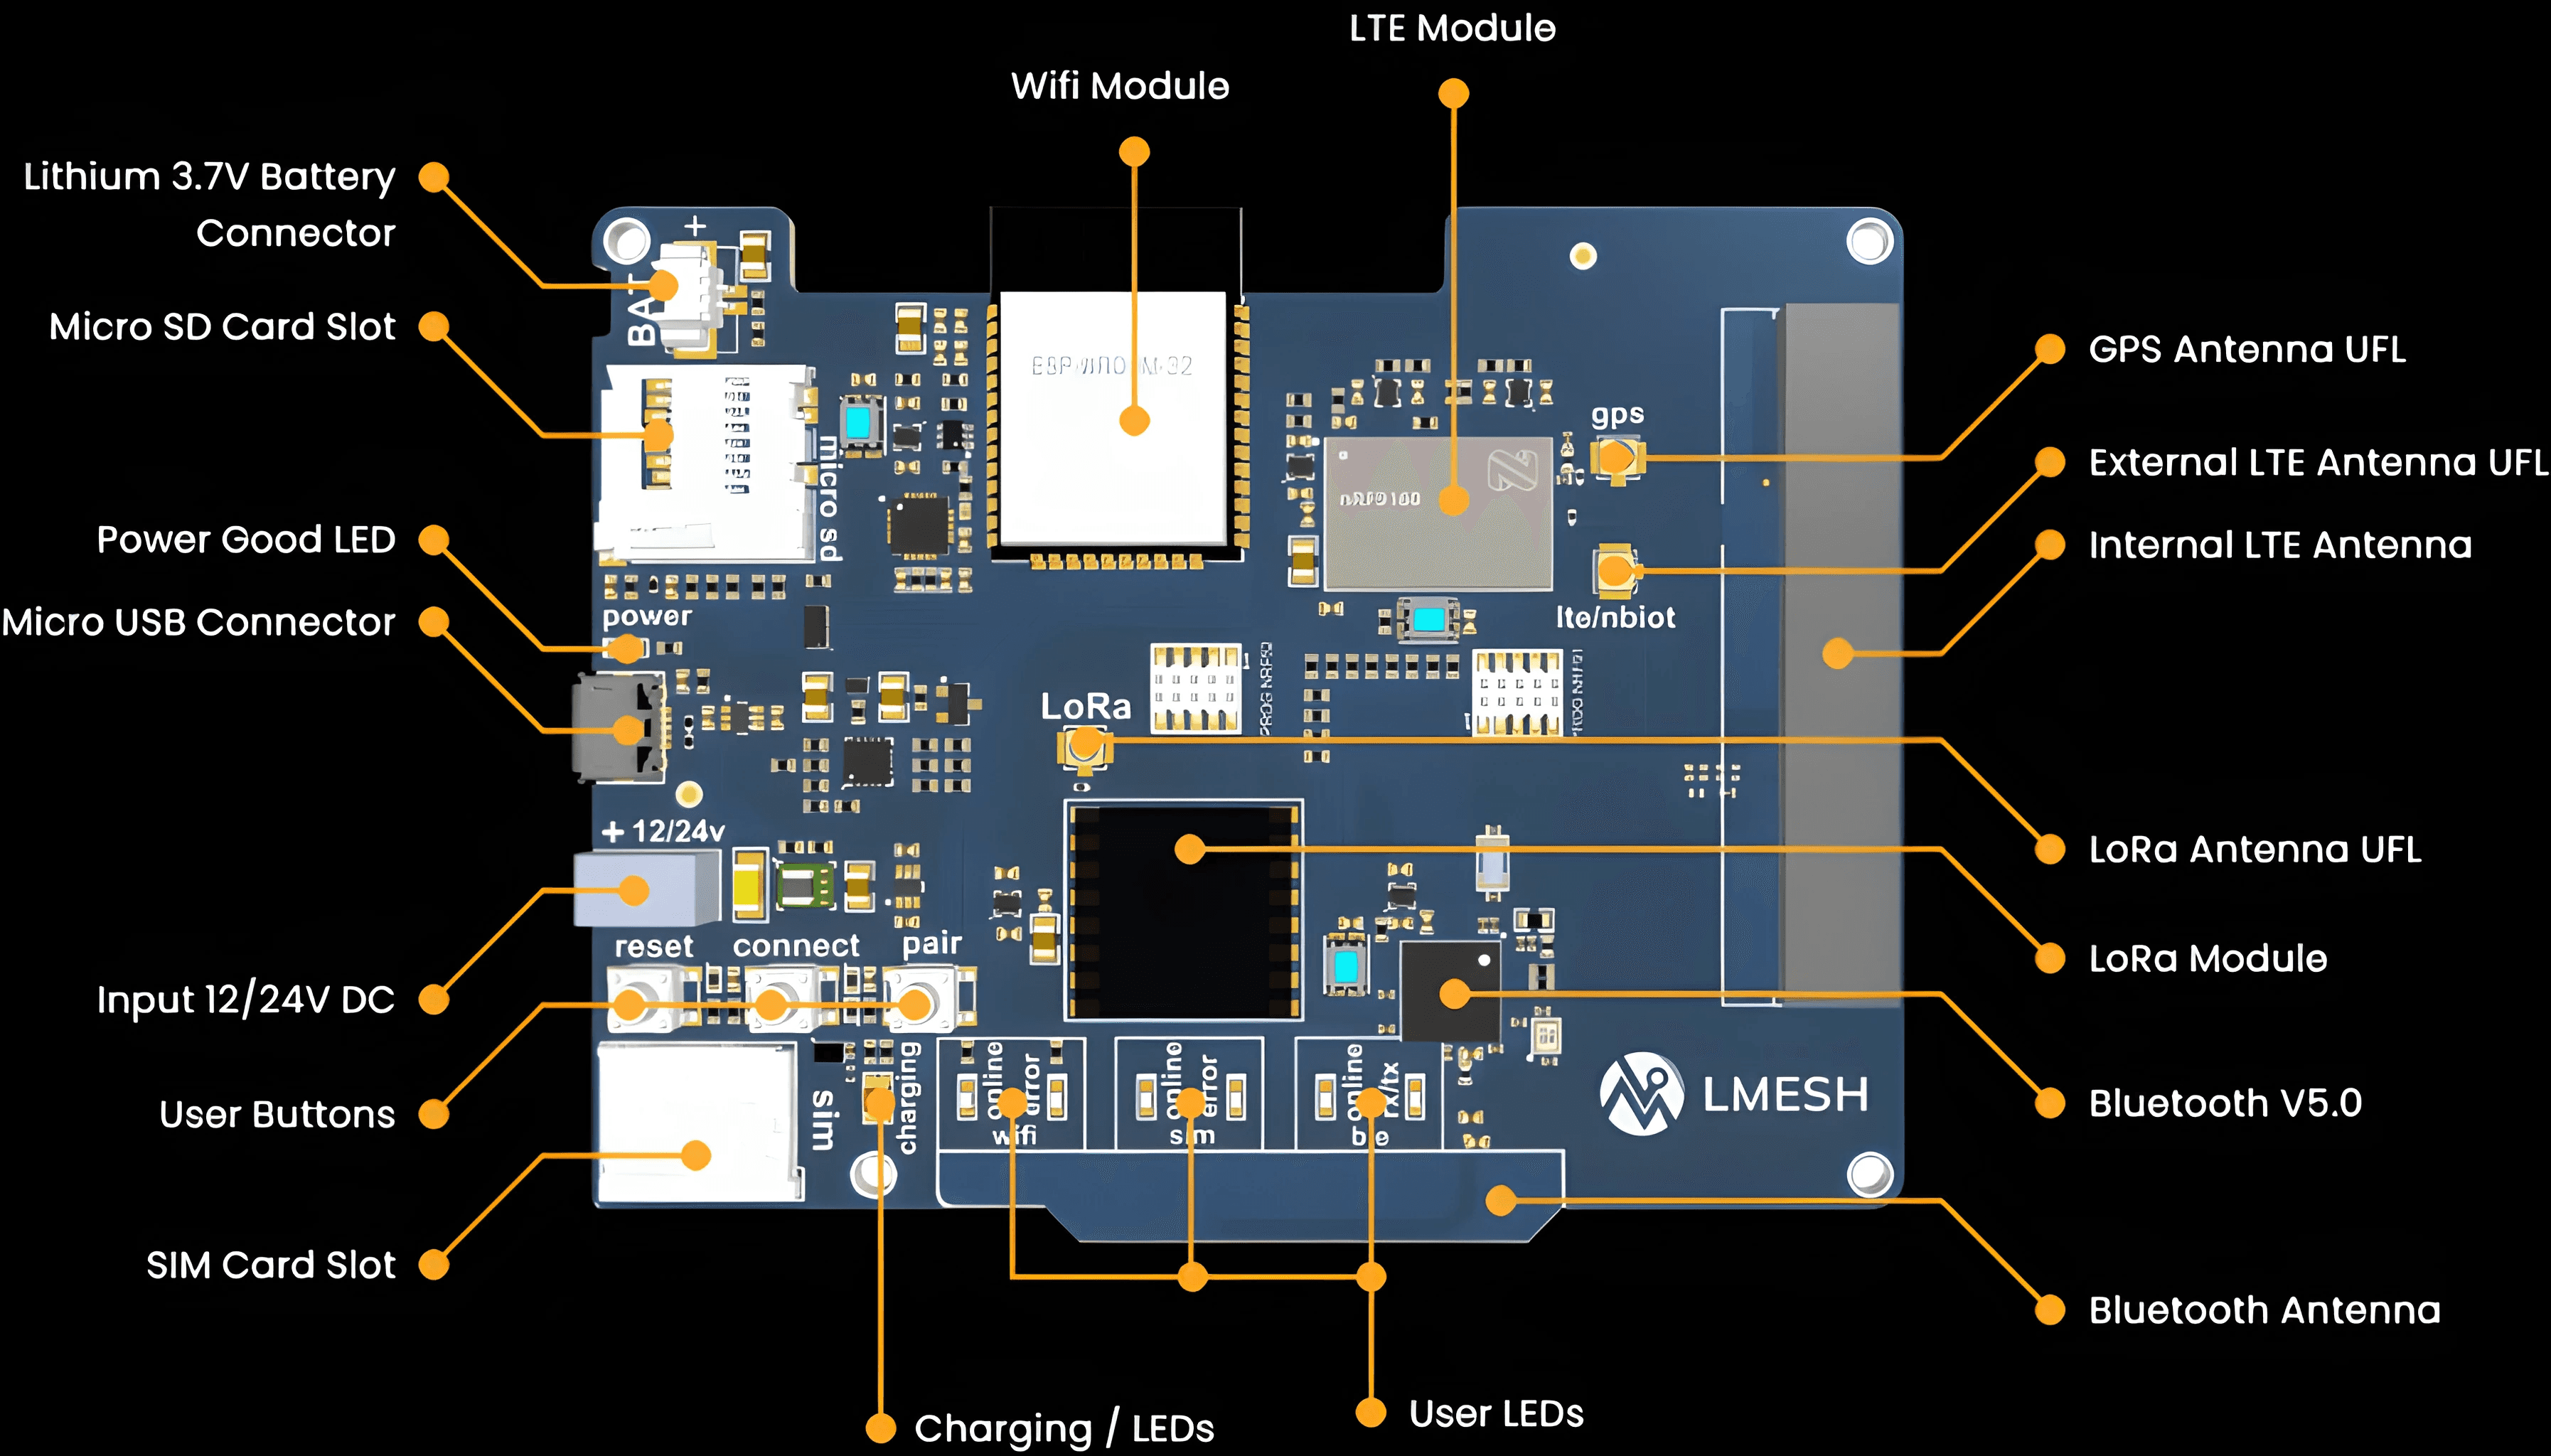 LTE Module
Wifi Module
Lithium 3.7V Battery
Connector
Micro SD Card Slot
Power Good LED
Micro USB Connector
Input 12/24V DC
User Buttons
SIM Card Slot
+
BAT
micro sd
power
+ 12/24v
reset
connect
pair
sim
charging
LoRa
gps
lte/nbiot
online
error
wifi
online
error
sim
online
rx/tx
ble
LMESH
GPS Antenna UFL
External LTE Antenna UFL
Internal LTE Antenna
LoRa Antenna UFL
LoRa Module
Bluetooth V5.0
Bluetooth Antenna
Charging / LEDs
User LEDs